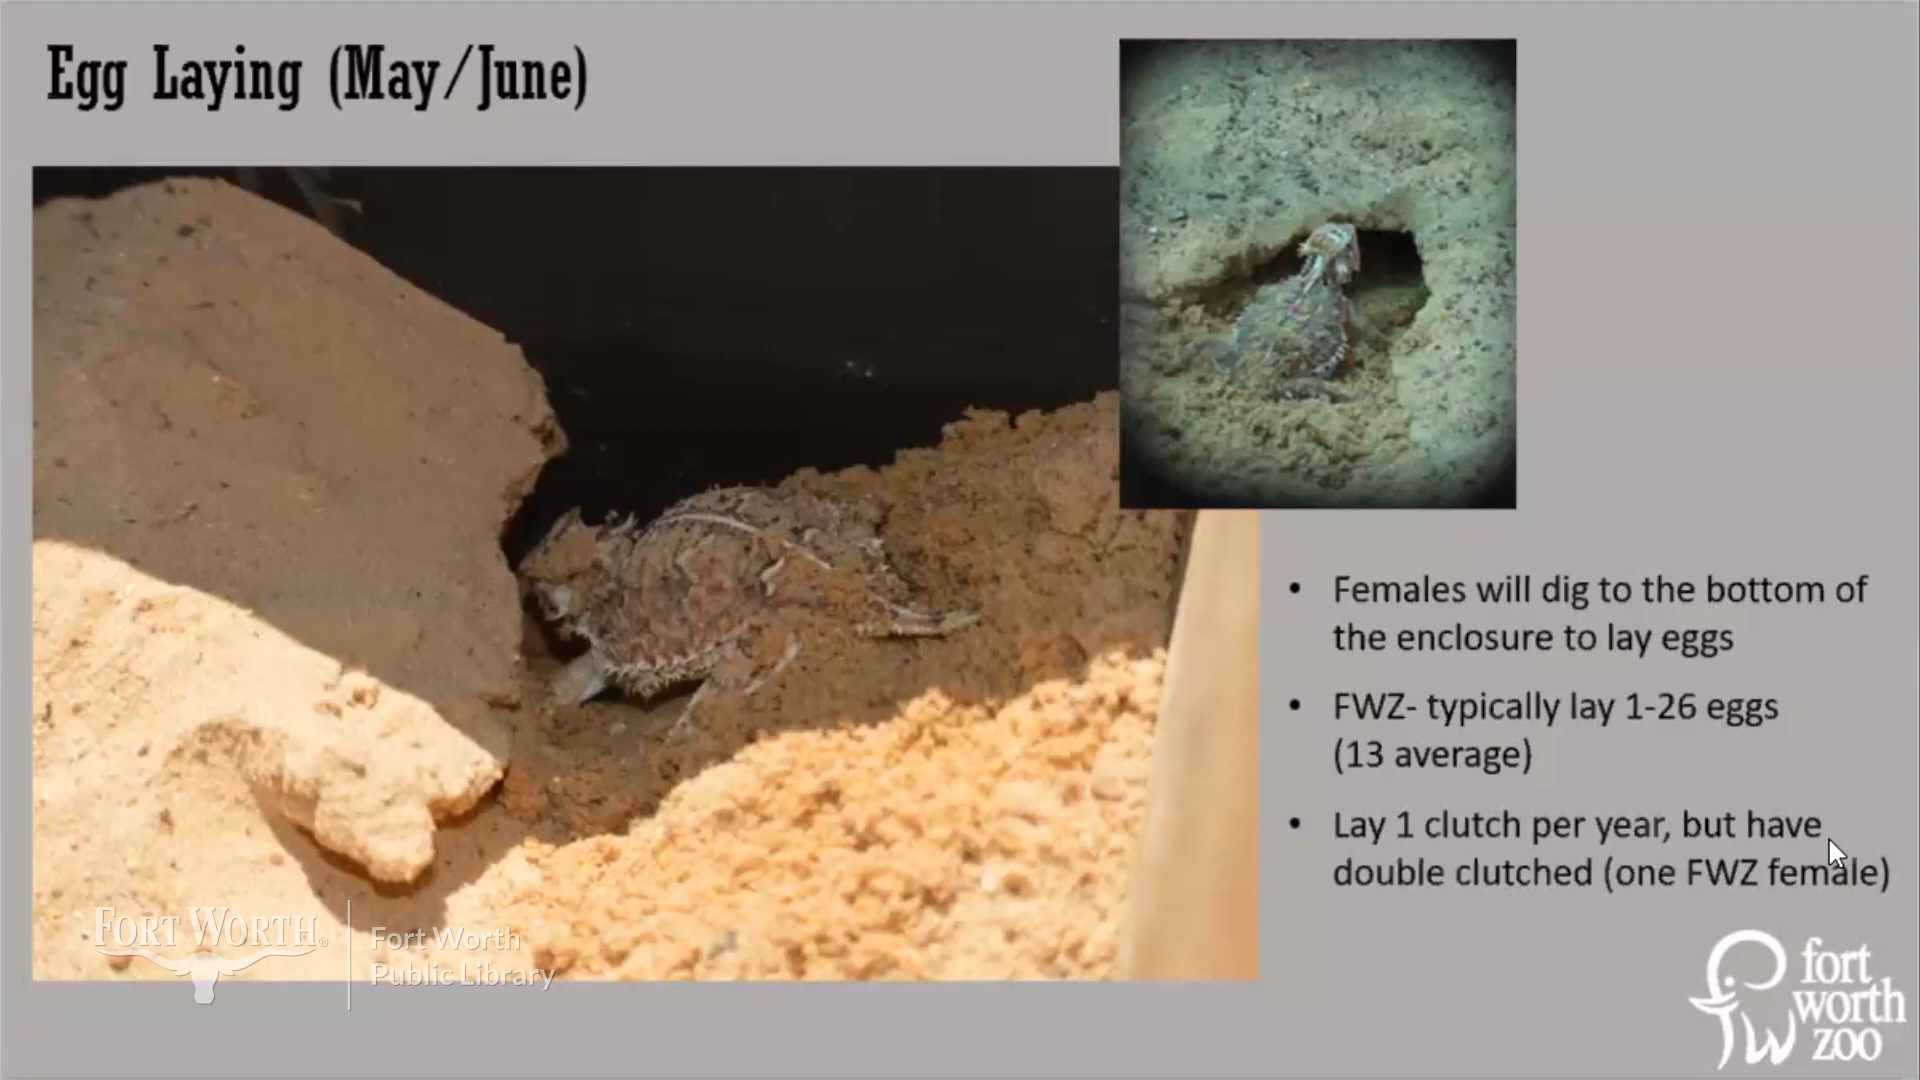 Egg Laying (May/June)
• Females will dig to the bottom of
the enclosure to lay eggs
• FWZ- typically lay 1-26 eggs
(13 average)
• Lay 1 clutch per year, but have
double clutched (one FWZ female)
FORT WORTH®
Fort Worth
Public Library
fort
worth
zoo